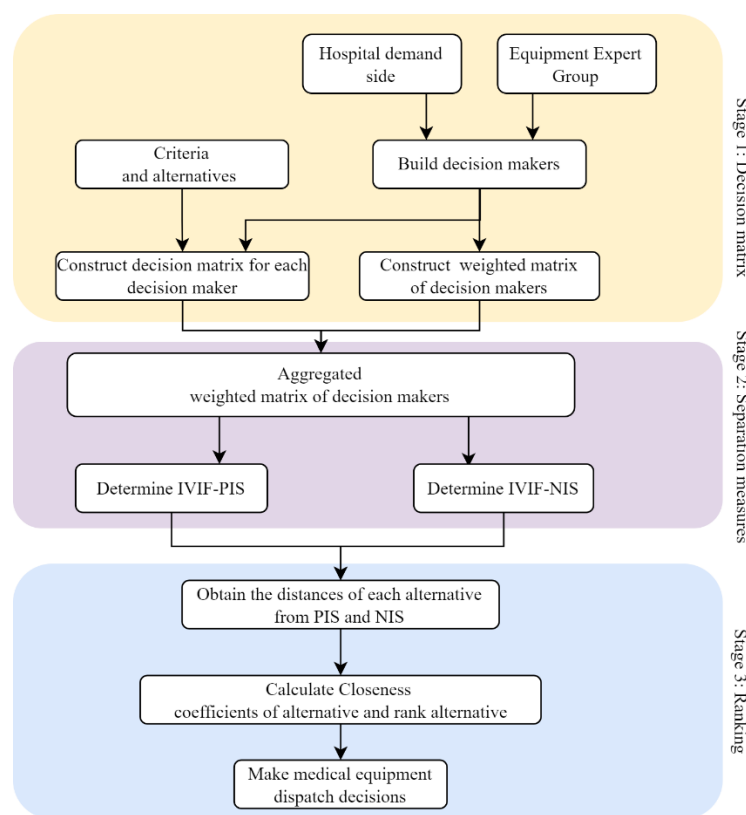 Hospital demand
side
Equipment Expert
Group
Stage 1: Decision matrix
Criteria
and alternatives
Build decision makers
Construct decision matrix for each
decision maker
Construct weighted matrix
of decision makers
Stage 2: Separation measures
Aggregated
weighted matrix of decision makers
Determine IVIF-PIS
Determine IVIF-NIS
Stage 3: Ranking
Obtain the distances of each alternative
from PIS and NIS
Calculate Closeness
coefficients of alternative and rank alternative
Make medical equipment
dispatch decisions